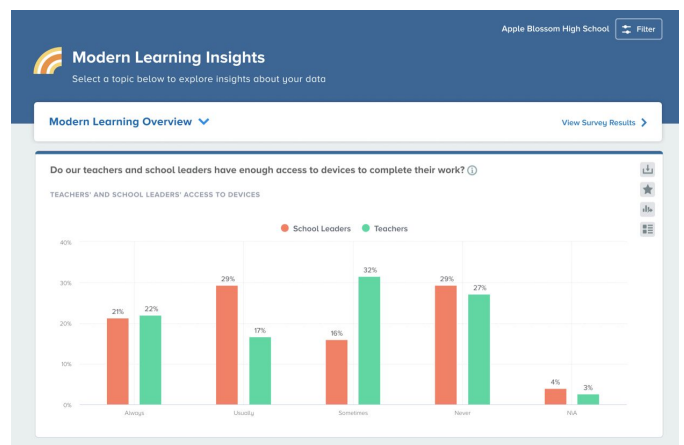 Apple Blossom High School
Filter
Modern Learning Insights
Select a topic below to explore insights about your data
Modern Learning Overview
View Survey Results
Do our teachers and school leaders have enough access to devices to complete their work?
TEACHERS' AND SCHOOL LEADERS' ACCESS TO DEVICES
School Leaders Teachers
40%
30%
20%
10%
0%
21% 22%
29% 17%
16% 32%
29% 27%
4% 3%
Always Usually Sometimes Never N/A